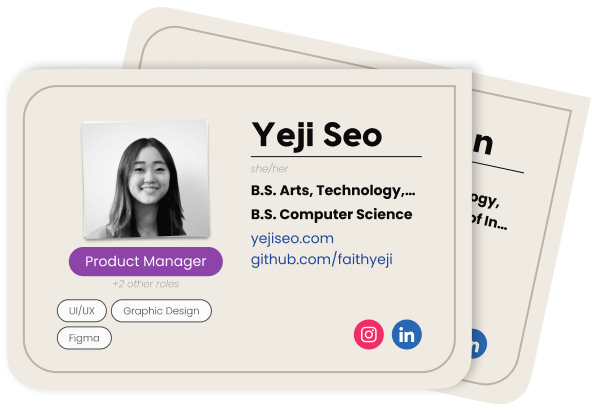 Yeji Seo
she/her
B.S. Arts, Technology,...
B.S. Computer Science
yejiseo.com
github.com/faithyeji
Product Manager
+2 other roles
UI/UX
Graphic Design
Figma
in
n
ogy,
of In...